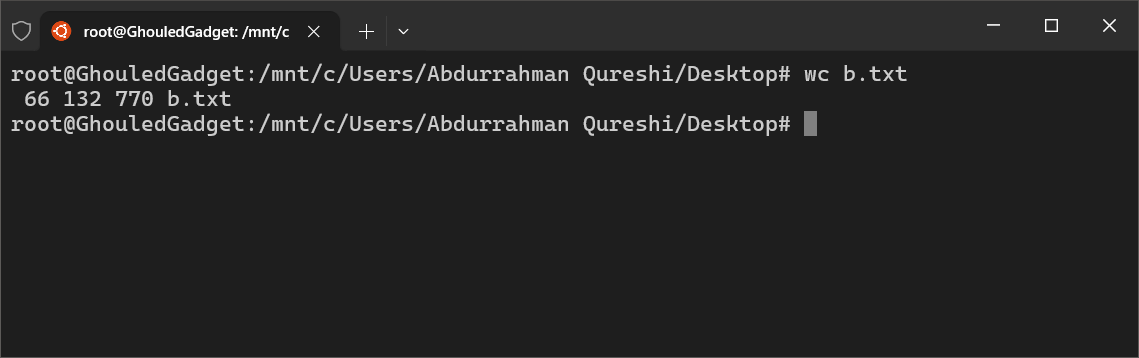 root@GhouledGadget: /mnt/c
root@GhouledGadget:/mnt/c/Users/Abdurrahman Qureshi/Desktop# wc b.txt
 66 132 770 b.txt
root@GhouledGadget:/mnt/c/Users/Abdurrahman Qureshi/Desktop#